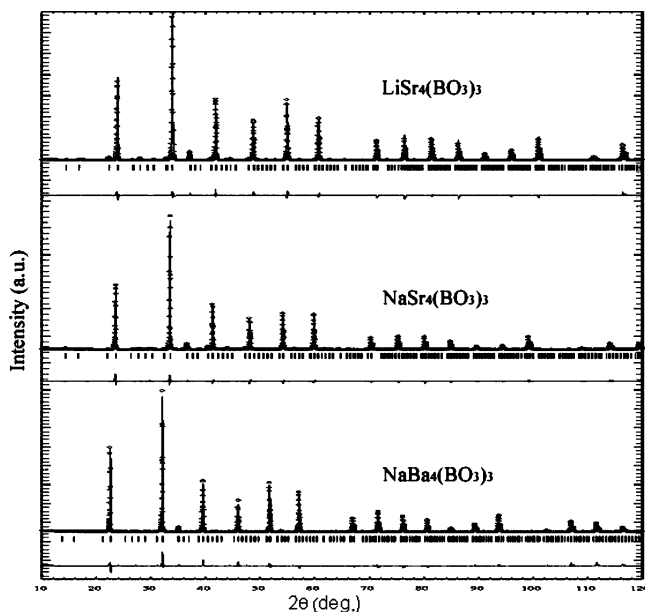 LiSr₄(BO₃)₃
NaSr₄(BO₃)₃
NaBa₄(BO₃)₃
Intensity (a.u.)
10 20 30 40 50 60 70 80 90 100 110 120
2θ (deg.)